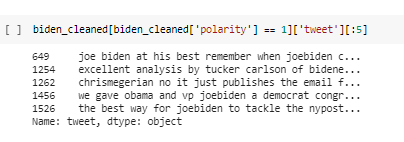 [ ] biden_cleaned[biden_cleaned['polarity'] == 1]['tweet'][:5]
649 joe biden at his best remember when joebiden c...
1254 excellent analysis by tucker carlson of bidene...
1262 chrismegerian no it just publishes the email f...
1456 we gave obama and vp joebiden a democrat congr...
1526 the best way for joebiden to tackle the nypost...
Name: tweet, dtype: object